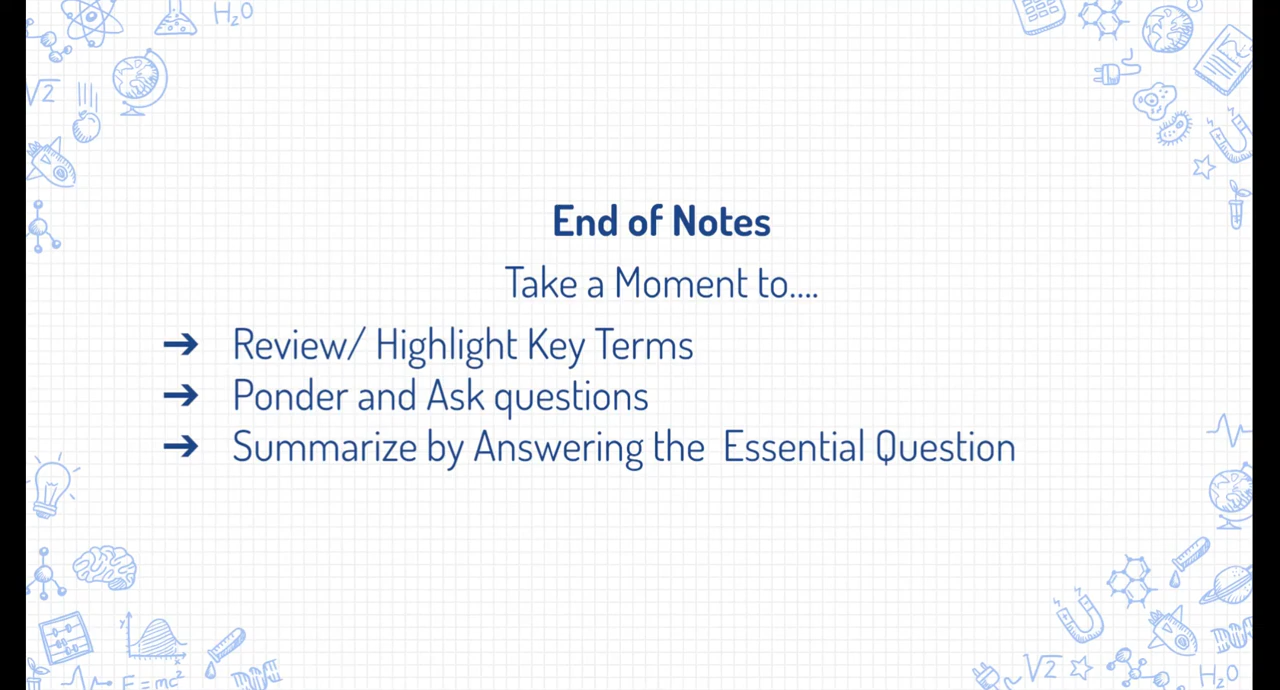 H₂O
√2
End of Notes
Take a Moment to....
➔ Review/ Highlight Key Terms
➔ Ponder and Ask questions
➔ Summarize by Answering the Essential Question
y
x
E=mc²
√2
H₂O